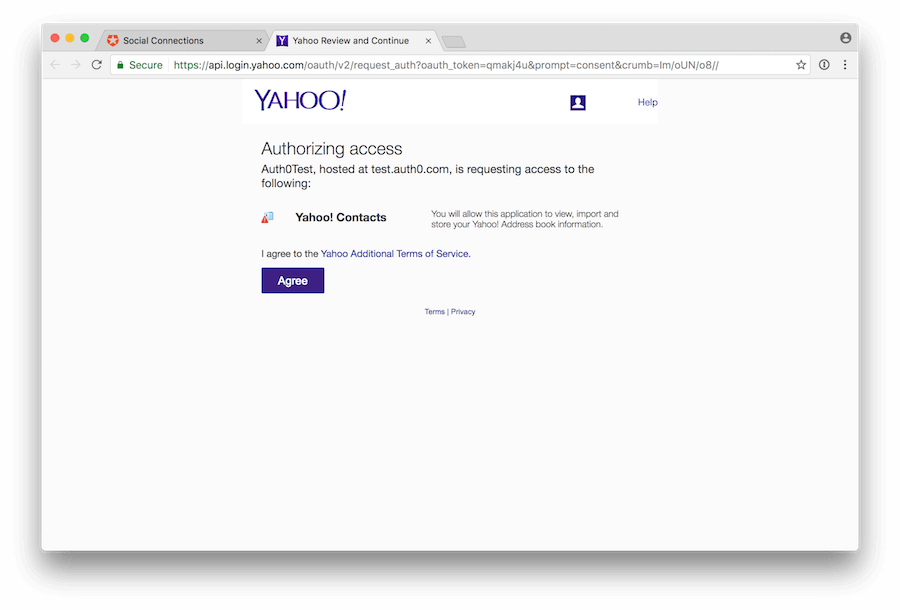 Social Connections
Yahoo Review and Continue
Secure
https://api.login.yahoo.com/oauth/v2/request_auth?oauth_token=qmakj4u&prompt=consent&crumb=Im/oUN/o8//
YAHOO!
Help
Authorizing access
Auth0Test, hosted at test.auth0.com, is requesting access to the
following:
Yahoo! Contacts
You will allow this application to view, import and
store your Yahoo! Address book information.
I agree to the Yahoo Additional Terms of Service.
Agree
Terms | Privacy